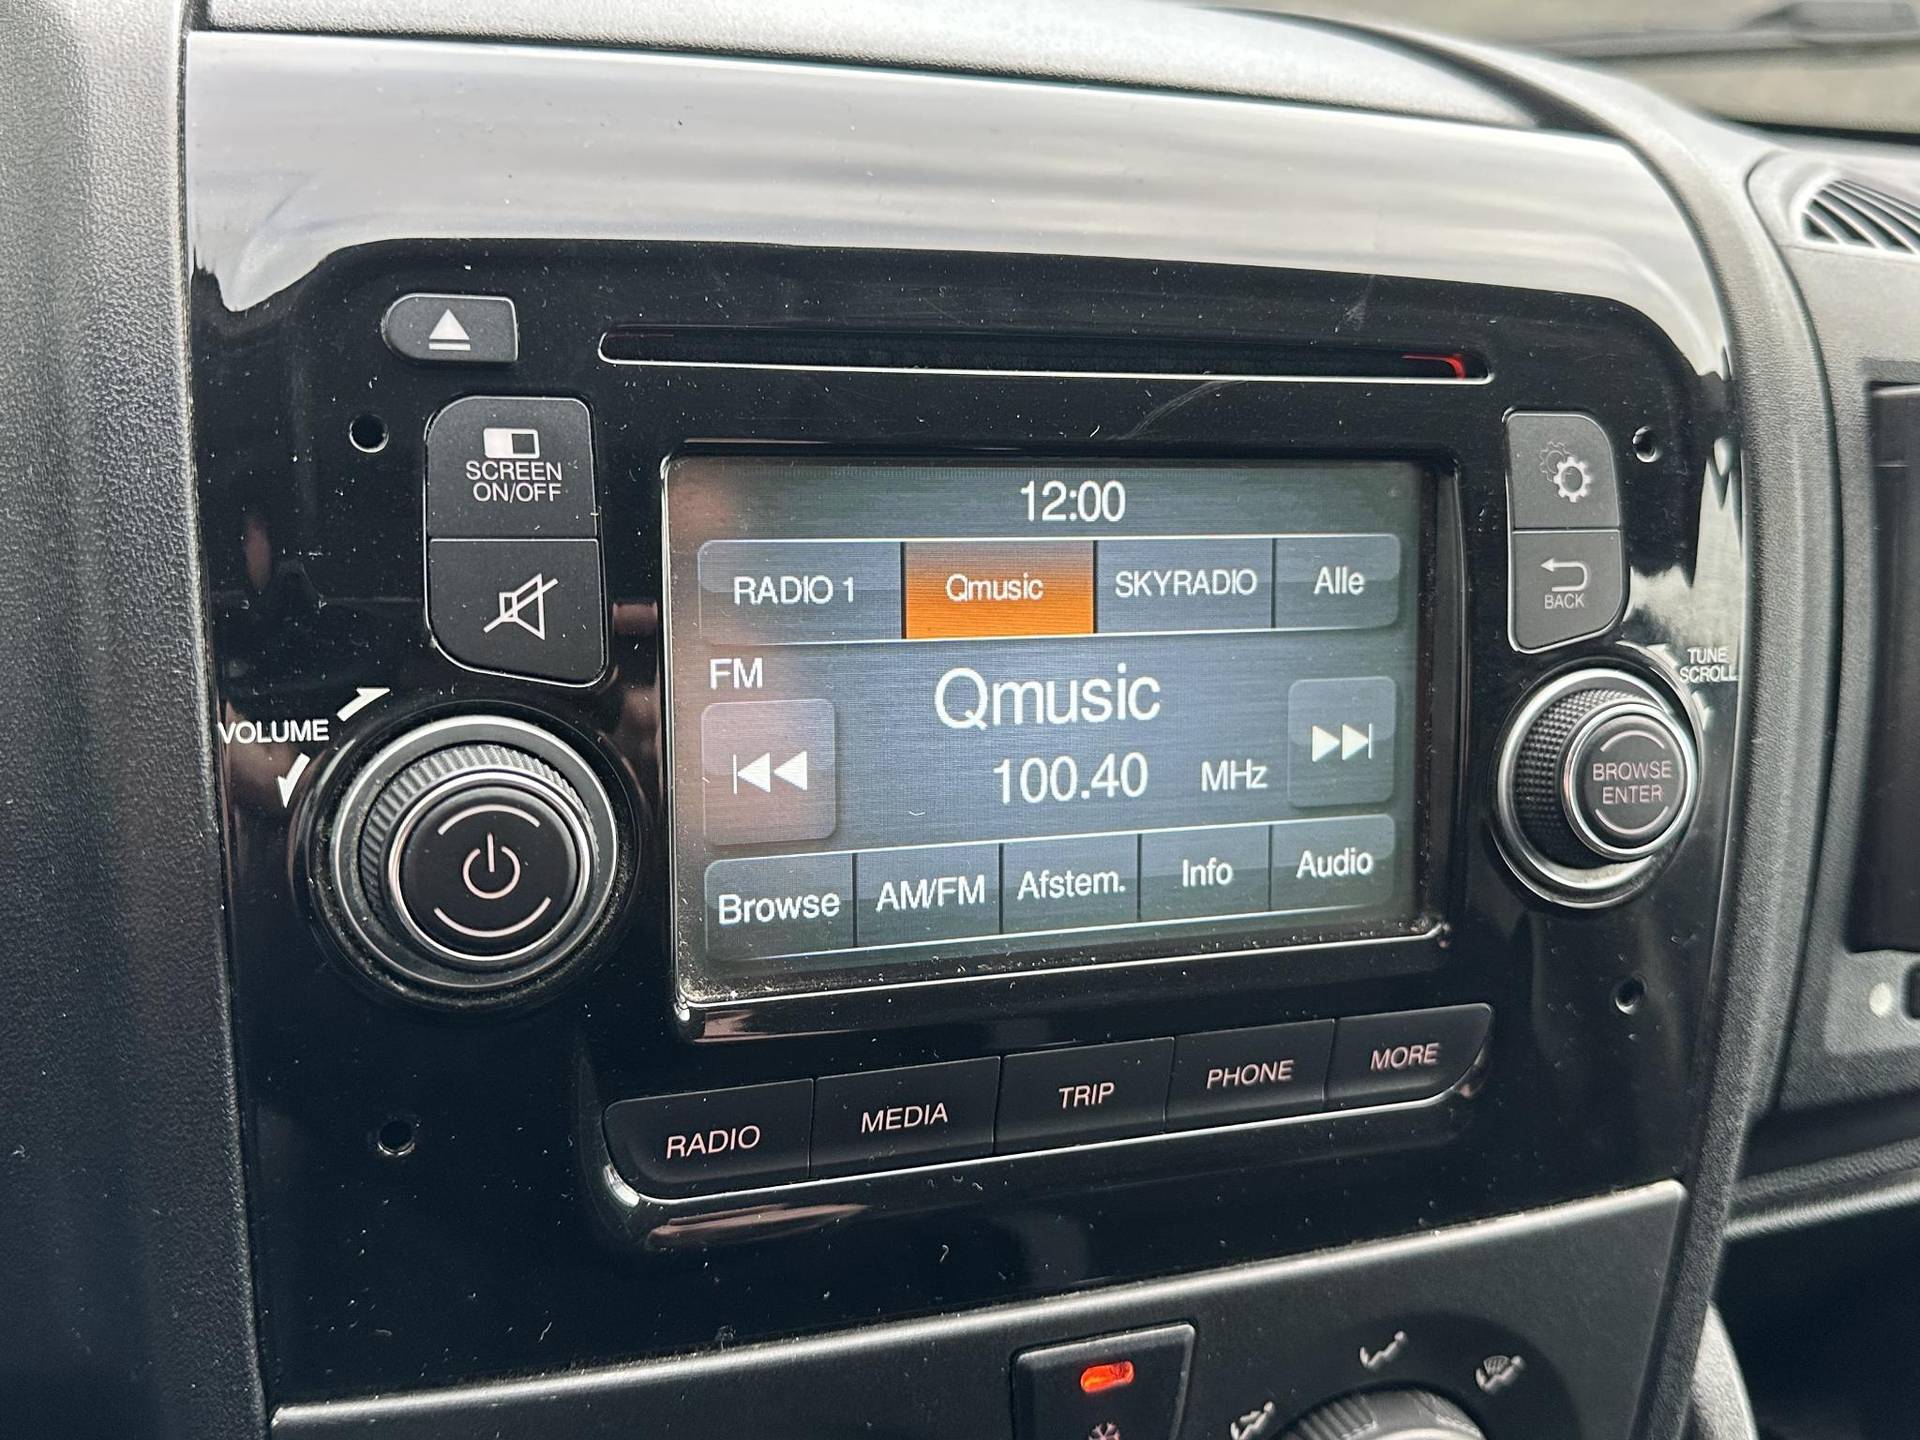 SCREEN
ON/OFF
VOLUME
12:00
RADIO 1
Qmusic
SKYRADIO
Alle
FM
Qmusic
100.40 MHz
Browse
AM/FM
Afstem.
Info
Audio
BACK
TUNE
SCROLL
BROWSE
ENTER
RADIO
MEDIA
TRIP
PHONE
MORE